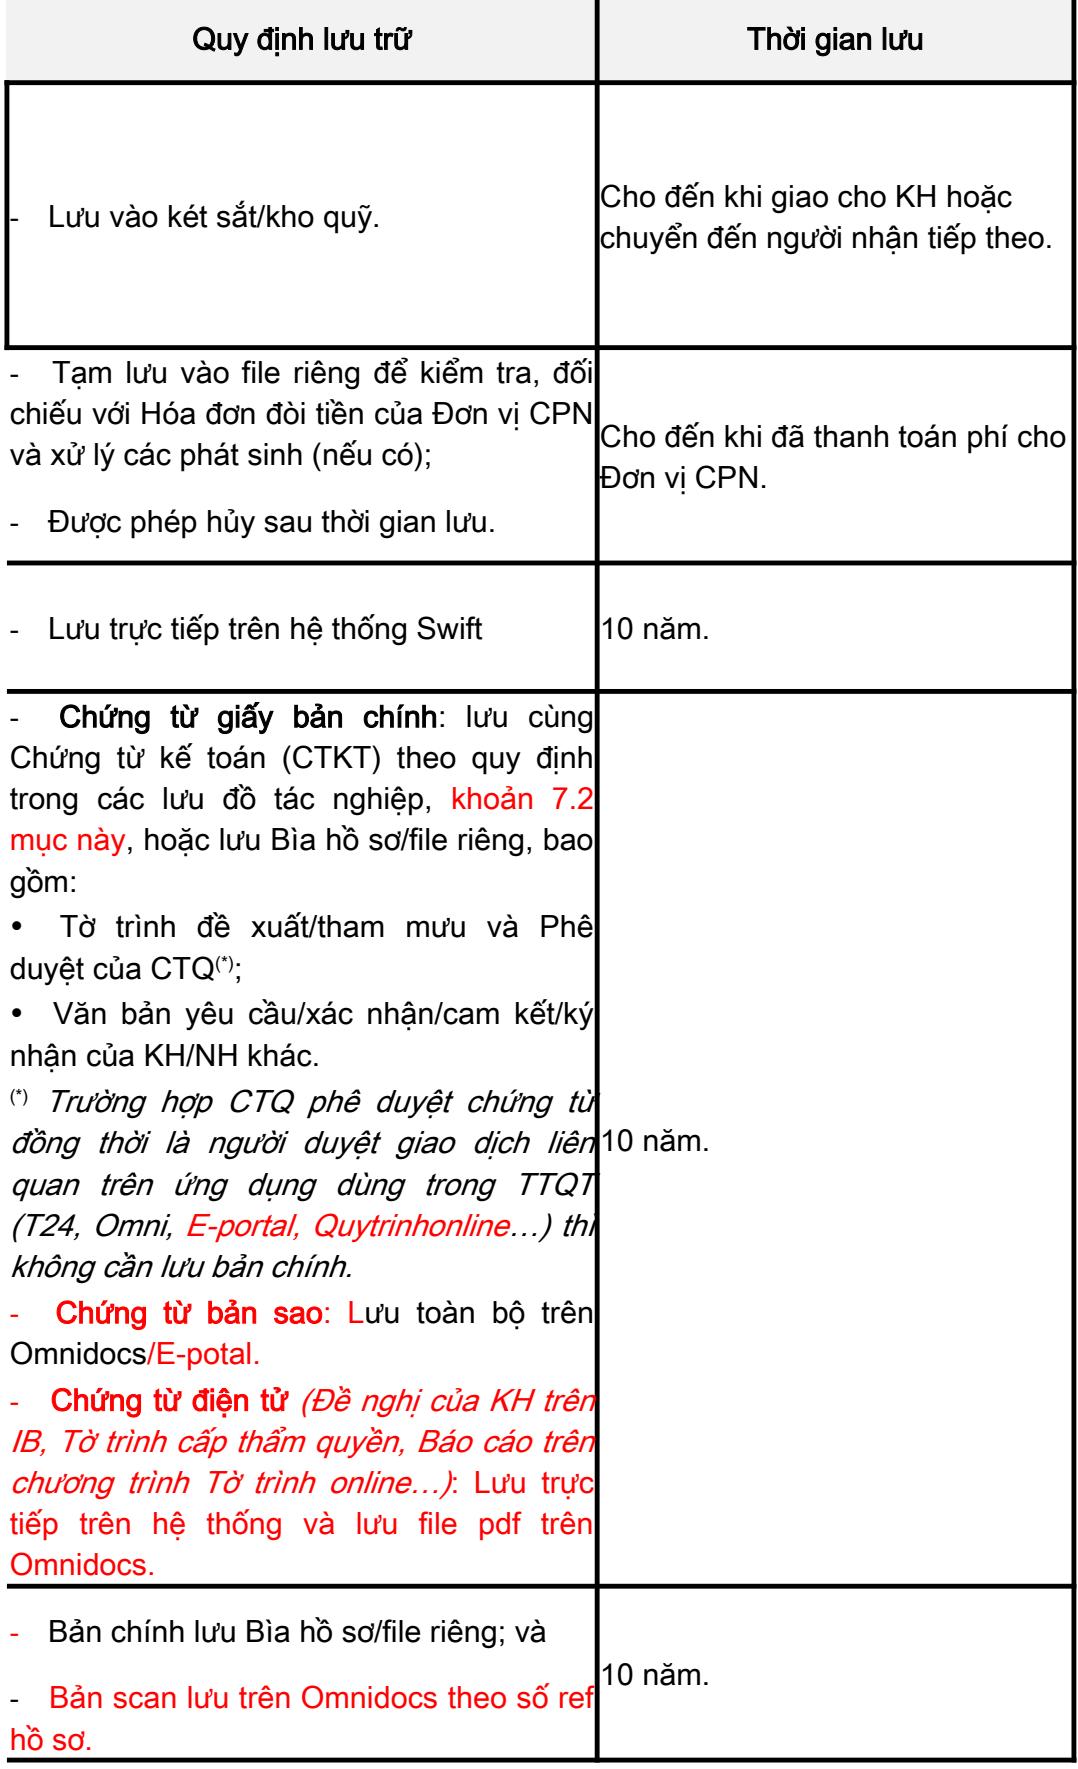 Quy định lưu trữ
Thời gian lưu
- Lưu vào két sắt/kho quỹ.
Cho đến khi giao cho KH hoặc
chuyển đến người nhận tiếp theo.
- Tạm lưu vào file riêng để kiểm tra, đối
chiếu với Hóa đơn đòi tiền của Đơn vị CPN
và xử lý các phát sinh (nếu có);
- Được phép hủy sau thời gian lưu.
Cho đến khi đã thanh toán phí cho
Đơn vị CPN.
- Lưu trực tiếp trên hệ thống Swift
10 năm.
- Chứng từ giấy bản chính: lưu cùng
Chứng từ kế toán (CTKT) theo quy định
trong các lưu đồ tác nghiệp, khoản 7.2
mục này, hoặc lưu Bìa hồ sơ/file riêng, bao
gồm:
• Tờ trình đề xuất/tham mưu và Phê
duyệt của CTQ(*);
• Văn bản yêu cầu/xác nhận/cam kết/ký
nhận của KH/NH khác.
(*) Trường hợp CTQ phê duyệt chứng từ
đồng thời là người duyệt giao dịch liên
quan trên ứng dụng dùng trong TTQT
(T24, Omni, E-portal, Quytrinhonline…) thì
không cần lưu bản chính.
- Chứng từ bản sao: Lưu toàn bộ trên
Omnidocs/E-potal.
- Chứng từ điện tử (Đề nghị của KH trên
IB, Tờ trình cấp thẩm quyền, Báo cáo trên
chương trình Tờ trình online…): Lưu trực
tiếp trên hệ thống và lưu file pdf trên
Omnidocs.
10 năm.
- Bản chính lưu Bìa hồ sơ/file riêng; và
- Bản scan lưu trên Omnidocs theo số ref
hồ sơ.
10 năm.